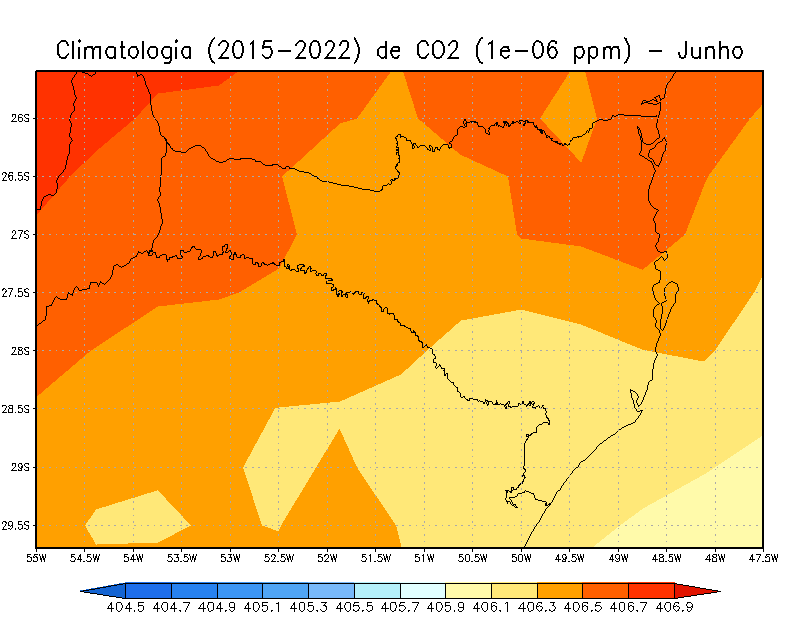 Climatologia (2015−2022) de CO2 (1e−06 ppm) − Junho
26S
26.5S
27S
27.5S
28S
28.5S
29S
29.5S
55W 54.5W 54W 53.5W 53W 52.5W 52W 51.5W 51W 50.5W 50W 49.5W 49W 48.5W 48W 47.5W
404.5 404.7 404.9 405.1 405.3 405.5 405.7 405.9 406.1 406.3 406.5 406.7 406.9